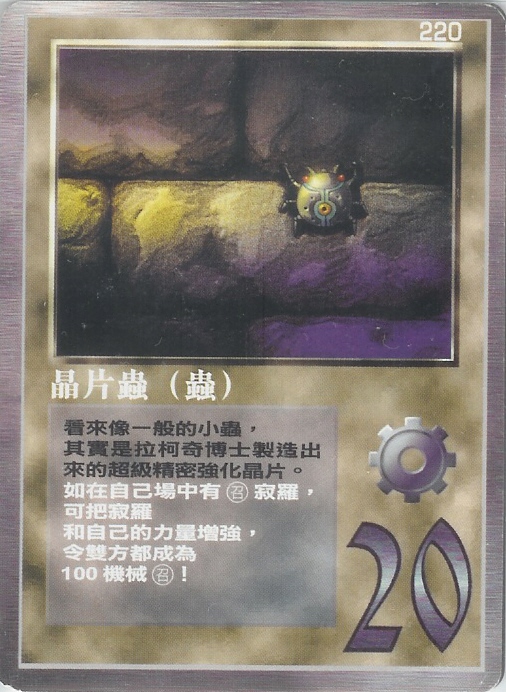 220
晶片蟲（蟲）
看來像一般的小蟲，
其實是拉柯奇博士製造出
來的超級精密強化晶片。
如在自己場中有㊁寂羅，
可把寂羅
和自己的力量增強，
令雙方都成為
100 機械 召！
20